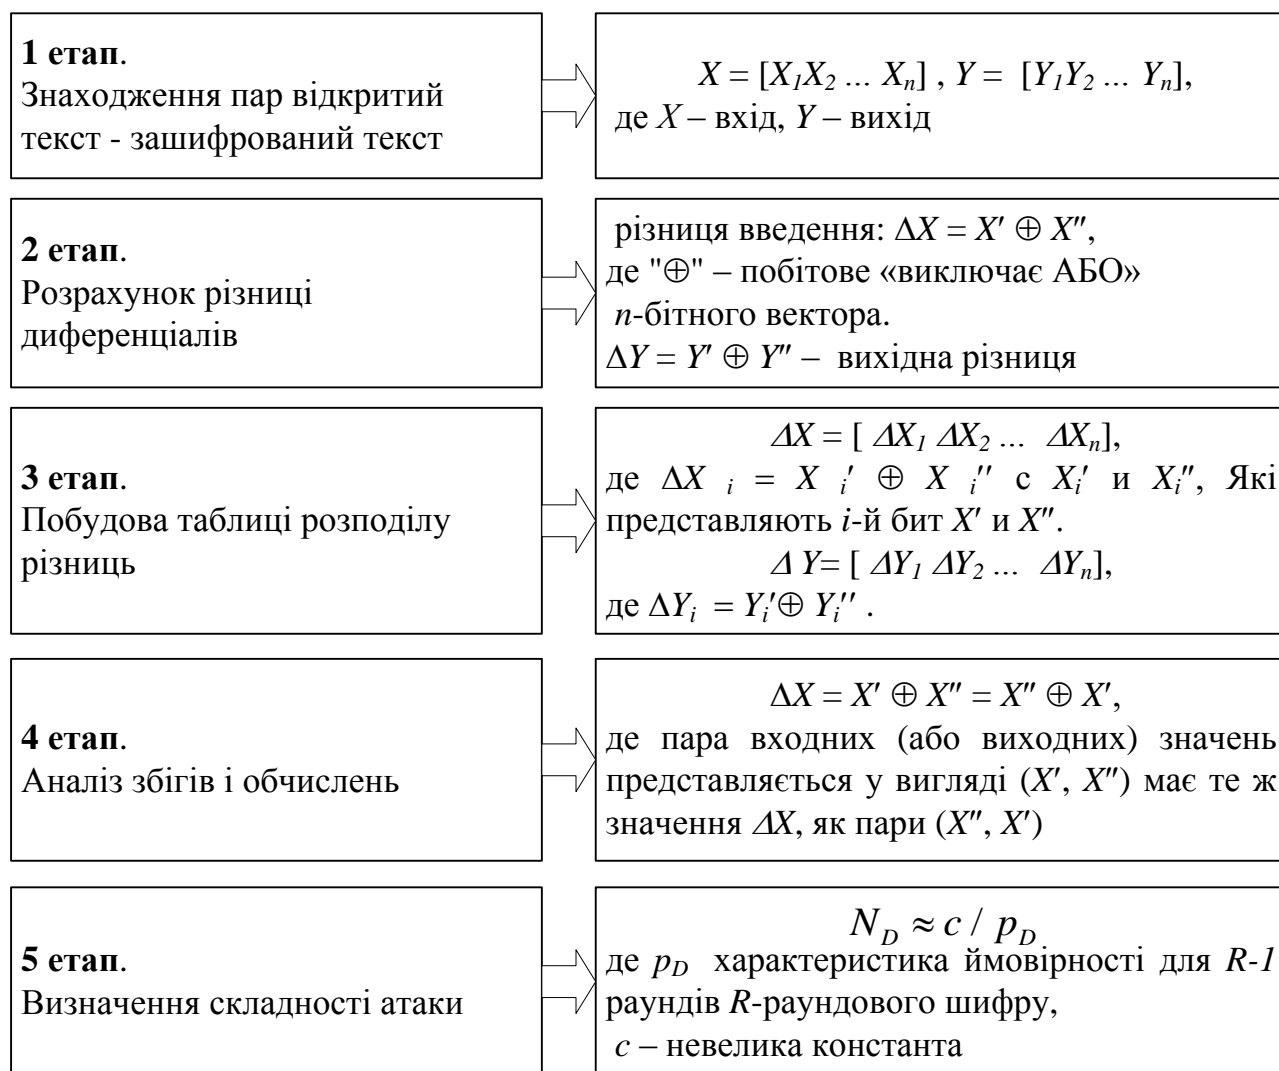 1 етап.
Знаходження пар відкритий
текст - зашифрований текст
X = [X₁X₂ ... Xₙ] , Y = [Y₁Y₂ ... Yₙ],
де X – вхід, Y – вихід
2 етап.
Розрахунок різниці
диференціалів
різниця введення: ΔX = X′ ⊕ X″,
де "⊕" – побітове «виключає АБО»
n-бітного вектора.
ΔY = Y′ ⊕ Y″ – вихідна різниця
3 етап.
Побудова таблиці розподілу
різниць
ΔX = [ ΔX₁ ΔX₂ ... ΔXₙ],
де ΔX ᵢ = X ᵢ′ ⊕ X ᵢ′′ с Xᵢ′ и Xᵢ″, Які
представляють i-й бит X′ и X″.
Δ Y= [ ΔY₁ ΔY₂ ... ΔYₙ],
де ΔYᵢ = Yᵢ′⊕ Yᵢ′′ .
4 етап.
Аналіз збігів і обчислень
ΔX = X′ ⊕ X″ = X″ ⊕ X′,
де пара входних (або виходних) значень
представляється у вигляді (X′, X″) має те ж
значення ΔX, як пари (X″, X′)
5 етап.
Визначення складності атаки
N_D ≈ c / p_D
де p_D характеристика ймовірності для R-1
раундів R-раундового шифру,
c – невелика константа